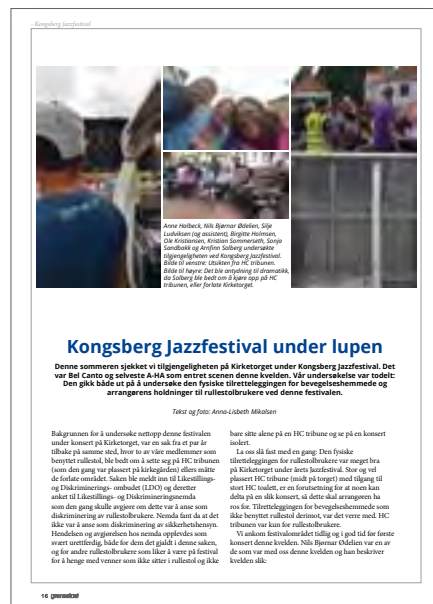 - Kongsberg Jazzfestival
Anne Halbeck, Nils Bjørnar Ødelien, Silje
Ludviksen (og assistent), Birgitte Holmsen,
Ole Kristiansen, Kristian Sommerseth, Sonja
Sandbakk og Arnfinn Solberg undersøkte
tilgjengeligheten ved Kongsberg Jazzfestival.
Bilde til venstre: Utsikten fra HC tribunen.
Bilde til høyre: Det ble antydning til dramatikk,
da Solberg ble bedt om å kjøre opp på HC
tribunen, eller forlate Kirketorget.
Kongsberg Jazzfestival under lupen
Denne sommeren sjekket vi tilgjengeligheten på Kirketorget under Kongsberg Jazzfestival. Det
var Bel Canto og selveste A-HA som entret scenen denne kvelden. Vår undersøkelse var todelt:
Den gikk både ut på å undersøke den fysiske tilretteleggingen for bevegelseshemmede og
arrangørens holdninger til rullestolbrukere ved denne festivalen.
Tekst og foto: Anna-Lisbeth Mikalsen
Bakgrunnen for å undersøke nettopp denne festivalen
under konsert på Kirketorget, var en sak fra et par år
tilbake på samme sted, hvor to av våre medlemmer som
benyttet rullestol, ble bedt om å sette seg på HC tribunen
(som den gang var plassert på kirkegården) ellers måtte
de forlate området. Saken ble meldt inn til Likestillings-
og Diskriminerings- ombudet (LDO) og deretter
anket til Likestillings- og Diskrimineringsnemda
som den gang skulle avgjøre om dette var å anse som
diskriminering av rullestolbrukere. Nemda fant da at det
ikke var å anse som diskriminering av sikkerhetshensyn.
Hendelsen og avgjørelsen hos nemda opplevdes som
svært urettferdig, både for dem det gjaldt i denne saken,
og for andre rullestolbrukere som liker å være på festival
for å henge med venner som ikke sitter i rullestol og ikke
bare sitte alene på en HC tribune og se på en konsert
isolert.
La oss slå fast med en gang: Den fysiske
tilretteleggingen for rullestolbrukere var meget bra
på Kirketorget under årets Jazzfestival. Stor og vel
plassert HC tribune (midt på torget) med tilgang til
stort HC toalett, er en forutsetning for at noen kan
delta på en slik konsert, så dette skal arrangøren ha
ros for. Tilretteleggingen for bevegelseshemmede som
ikke benyttet rullestol derimot, var det verre med. HC
tribunen var kun for rullestolbrukere.
Vi ankom festivalområdet tidlig og i god tid før første
konsert denne kvelden. Nils Bjørnar Ødelien var en av
de som var med oss denne kvelden og han beskriver
kvelden slik:
16 grenseløst